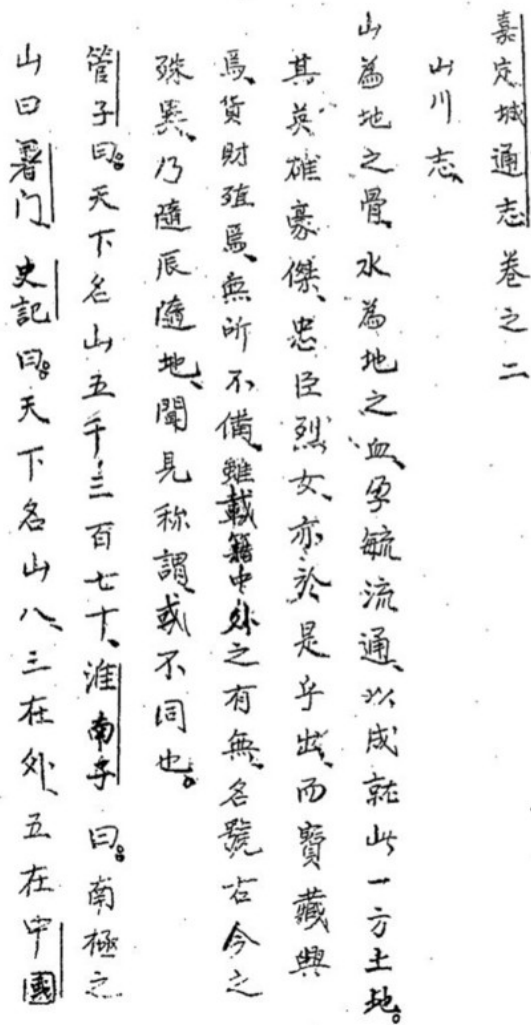 嘉定城通志卷之二
山川志、
山為地之骨、水為地之血、孕毓流通、以成就此一方土地。
其英雄豪傑、忠臣烈女、亦於是乎出、而寶藏興
焉、貨財殖焉、無所不備、雖載籍中外之有無、名號古今之
殊異、乃隨辰隨地、聞見称謂、或不同也。
管子曰。天下名山五千三百七十、淮南子曰。南極之
山曰暑门、史記曰。天下名山八、三在外、五在中國